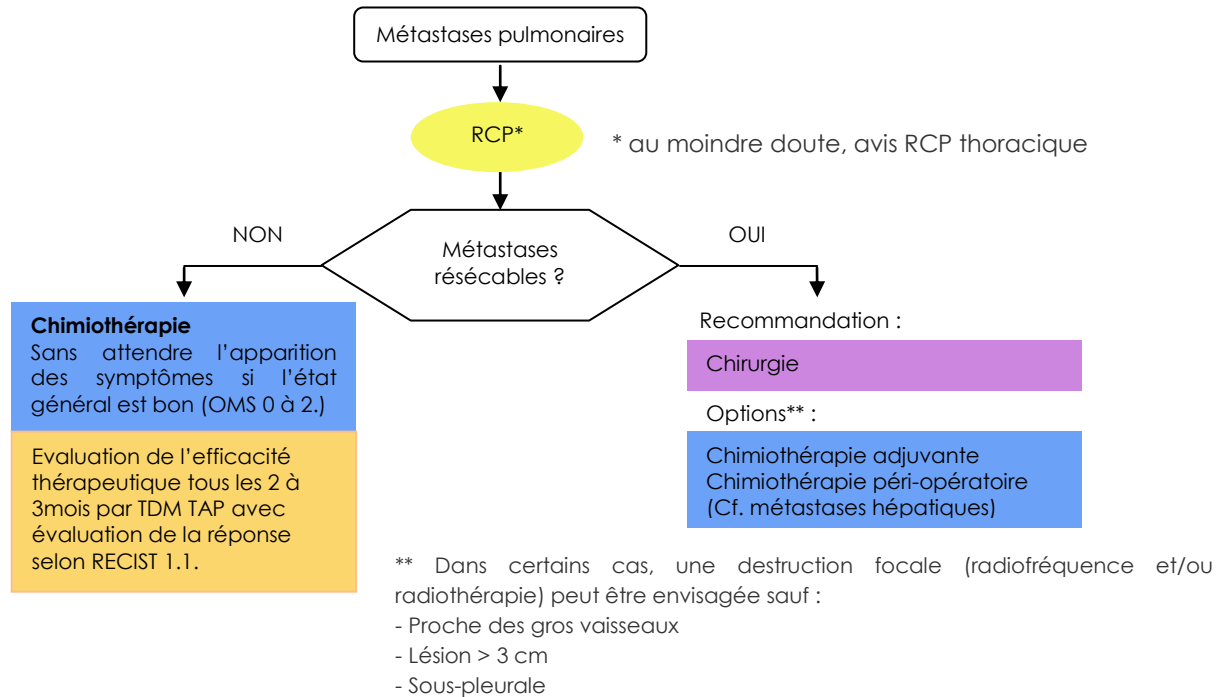 Métastases pulmonaires
RCP*
* au moindre doute, avis RCP thoracique
Métastases
résécables ?
NON
OUI
Chimiothérapie
Sans attendre l’apparition
des symptômes si l’état
général est bon (OMS 0 à 2.)
Evaluation de l’efficacité
thérapeutique tous les 2 à
3mois par TDM TAP avec
évaluation de la réponse
selon RECIST 1.1.
Recommandation :
Chirurgie
Options** :
Chimiothérapie adjuvante
Chimiothérapie péri-opératoire
(Cf. métastases hépatiques)
** Dans certains cas, une destruction focale (radiofréquence et/ou
radiothérapie) peut être envisagée sauf :
- Proche des gros vaisseaux
- Lésion > 3 cm
- Sous-pleurale